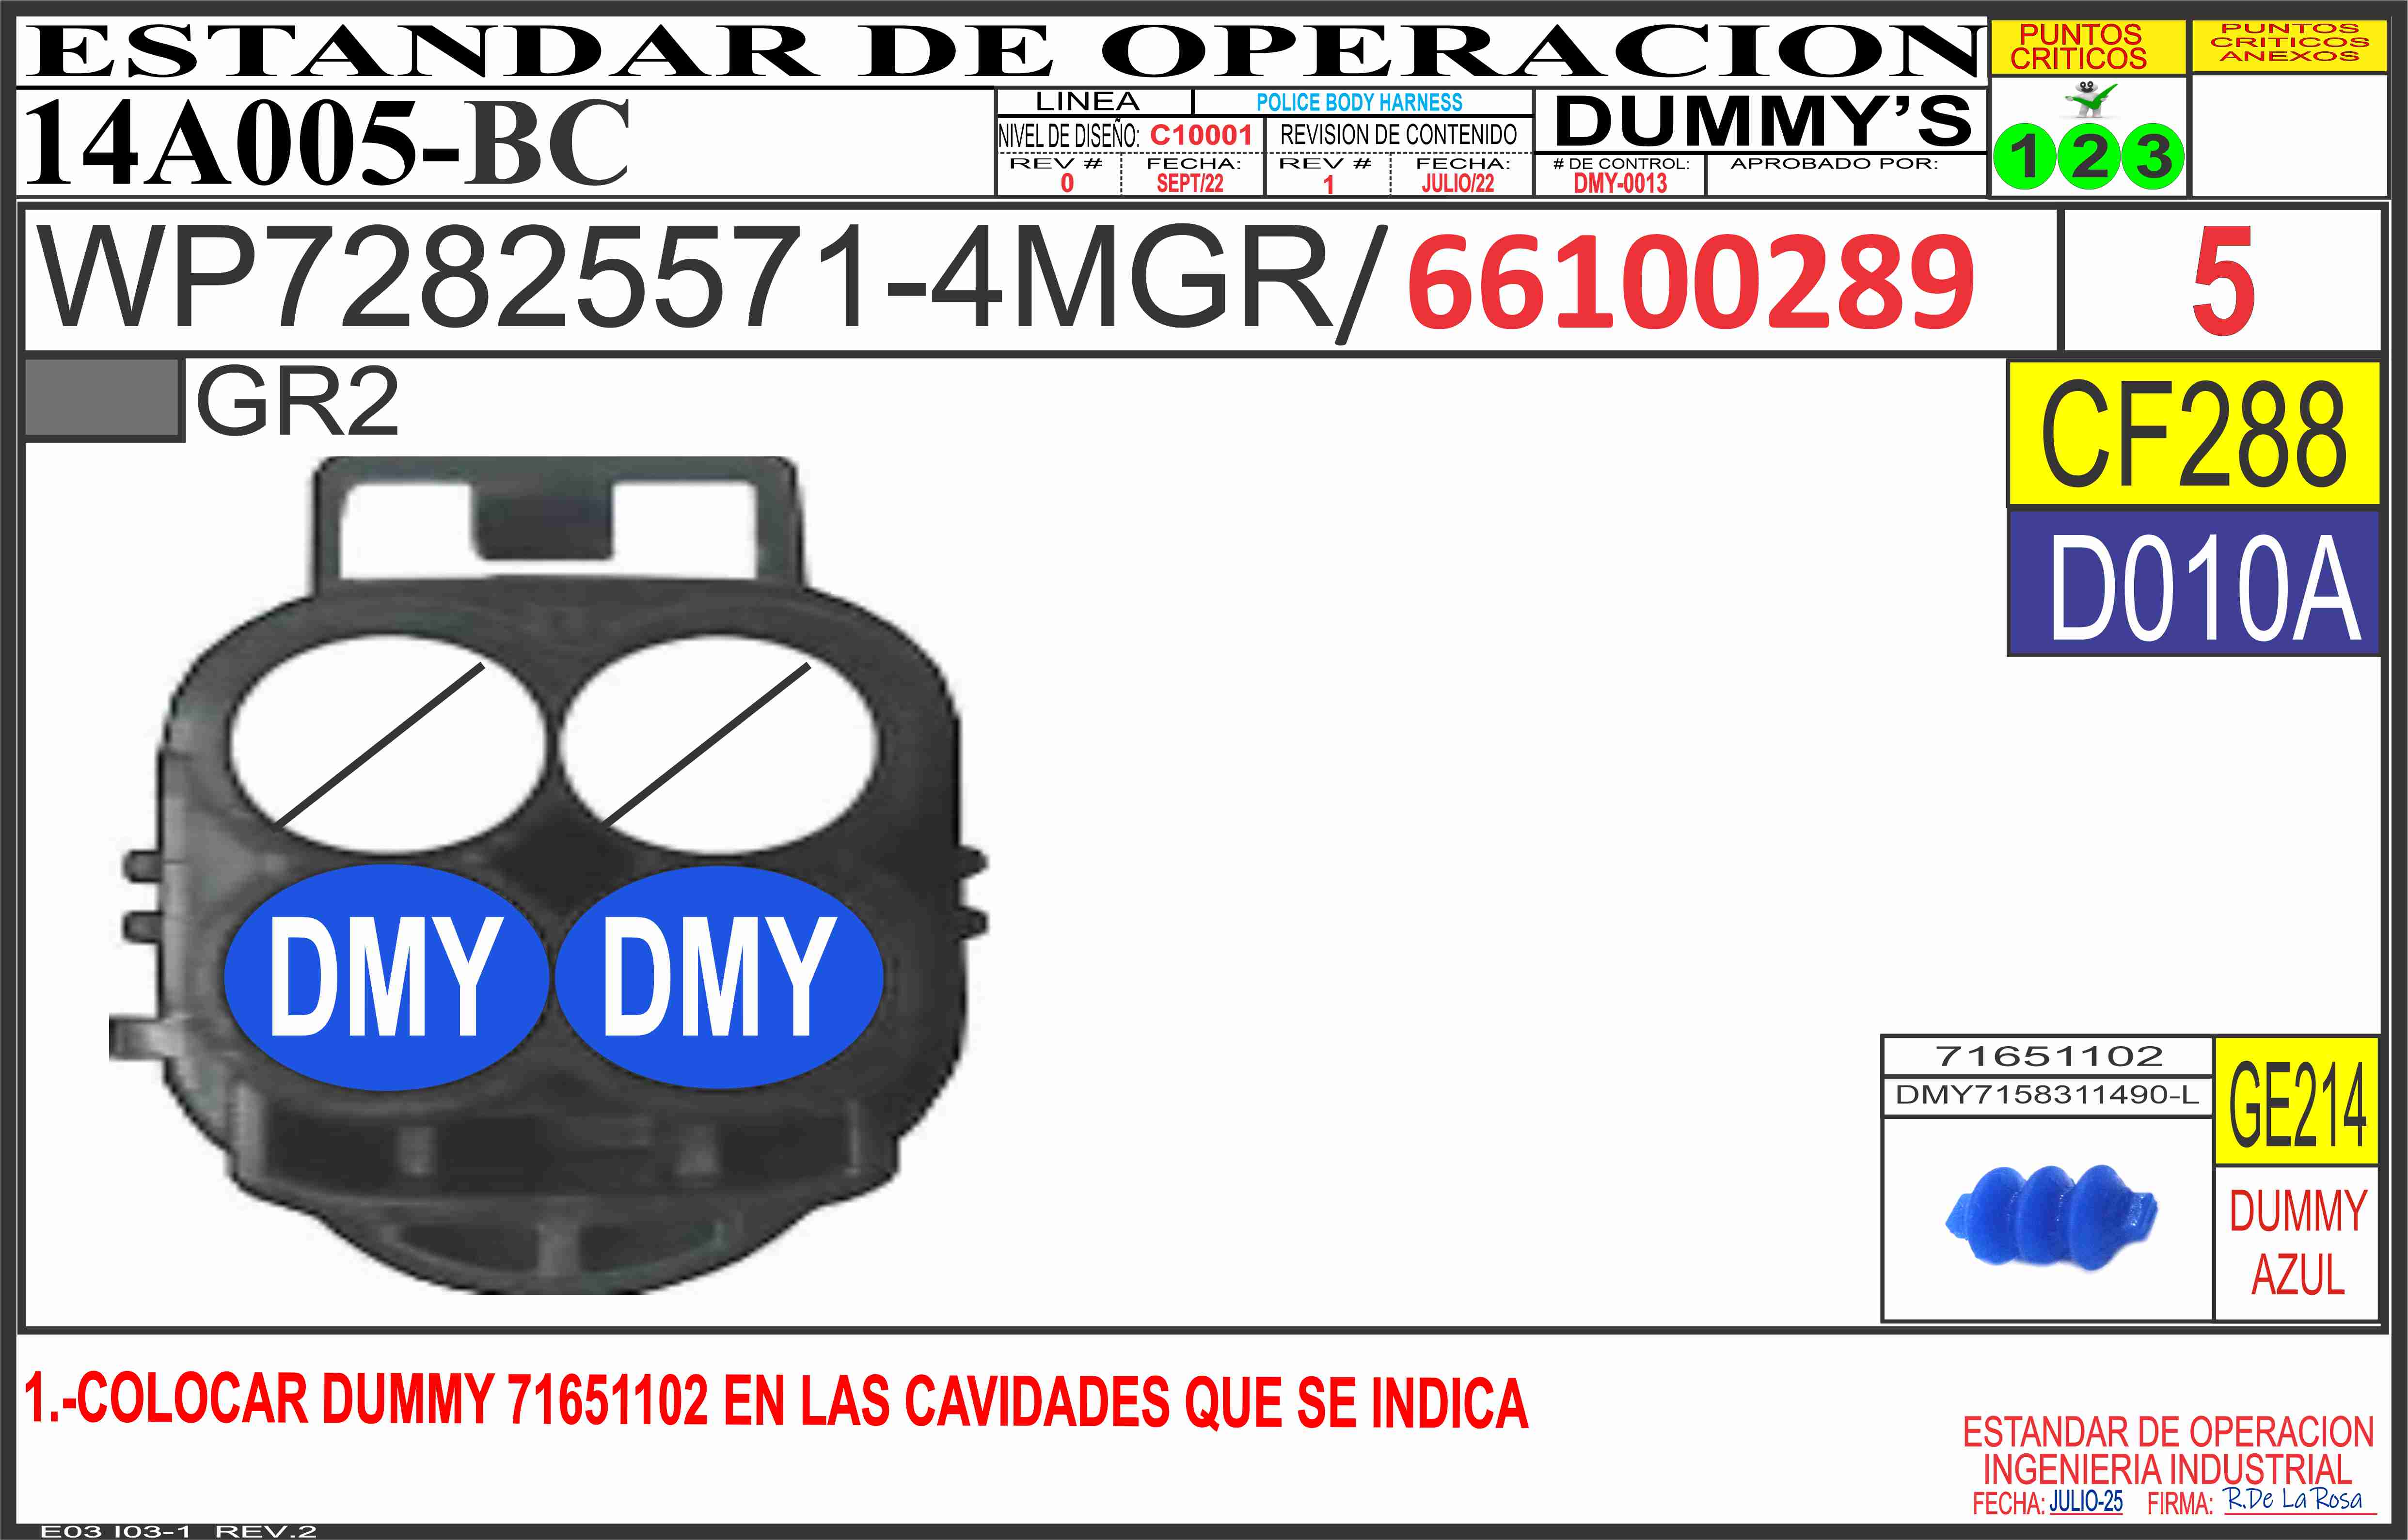 ESTANDAR DE OPERACION
PUNTOS
CRITICOS
PUNTOS
CRITICOS
ANEXOS
14A005-BC
LINEA
POLICE BODY HARNESS
NIVEL DE DISEÑO: C10001
REVISION DE CONTENIDO
REV #
0
FECHA:
SEPT/22
REV #
1
FECHA:
JULIO/22
DUMMY’S
# DE CONTROL:
DMY-0013
APROBADO POR:
1 2 3
WP72825571-4MGR/66100289
5
GR2
CF288
D010A
DMY DMY
71651102
DMY7158311490-L
GE214
DUMMY
AZUL
1.-COLOCAR DUMMY 71651102 EN LAS CAVIDADES QUE SE INDICA
ESTANDAR DE OPERACION
INGENIERIA INDUSTRIAL
FECHA: JULIO-25 FIRMA: R.De La Rosa
E03 I03-1 REV.2